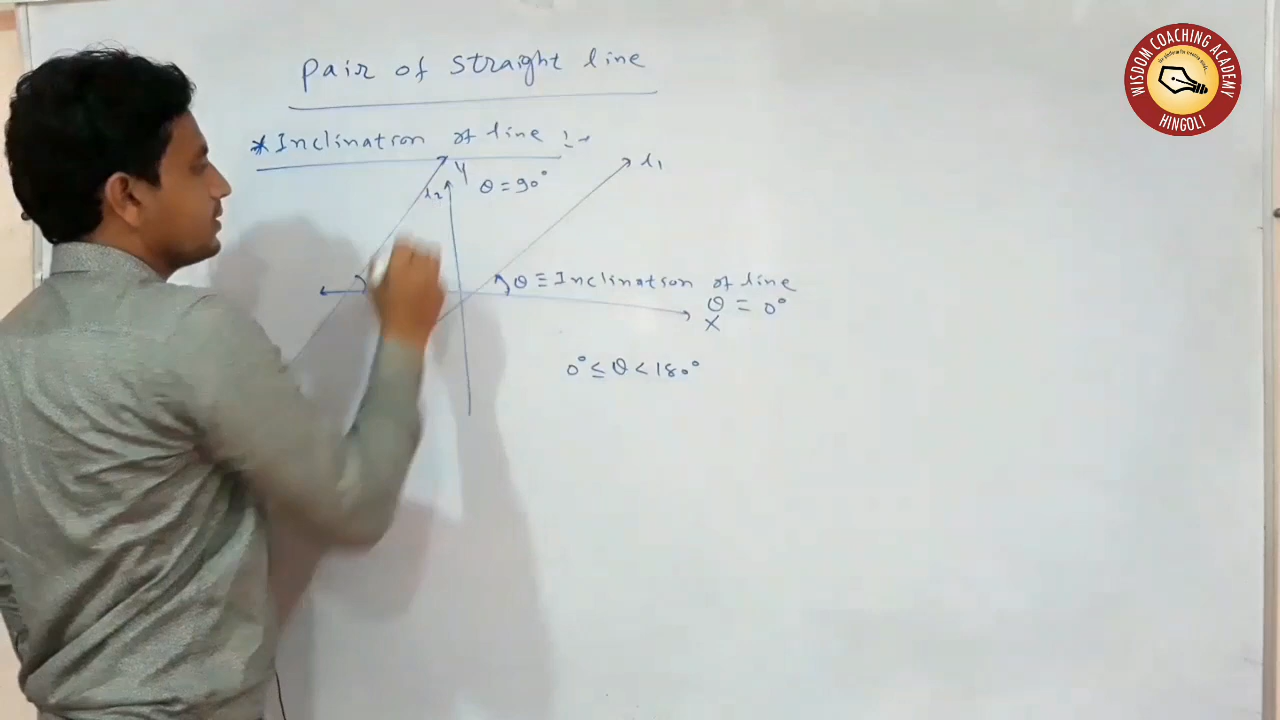 Pair of straight line
* Inclination of line :-
Y
l2
θ = 90°
l1
θ ≡ Inclination of line
θ = 0°
X
0° ≤ θ < 180°
WISDOM COACHING ACADEMY
HINGOLI